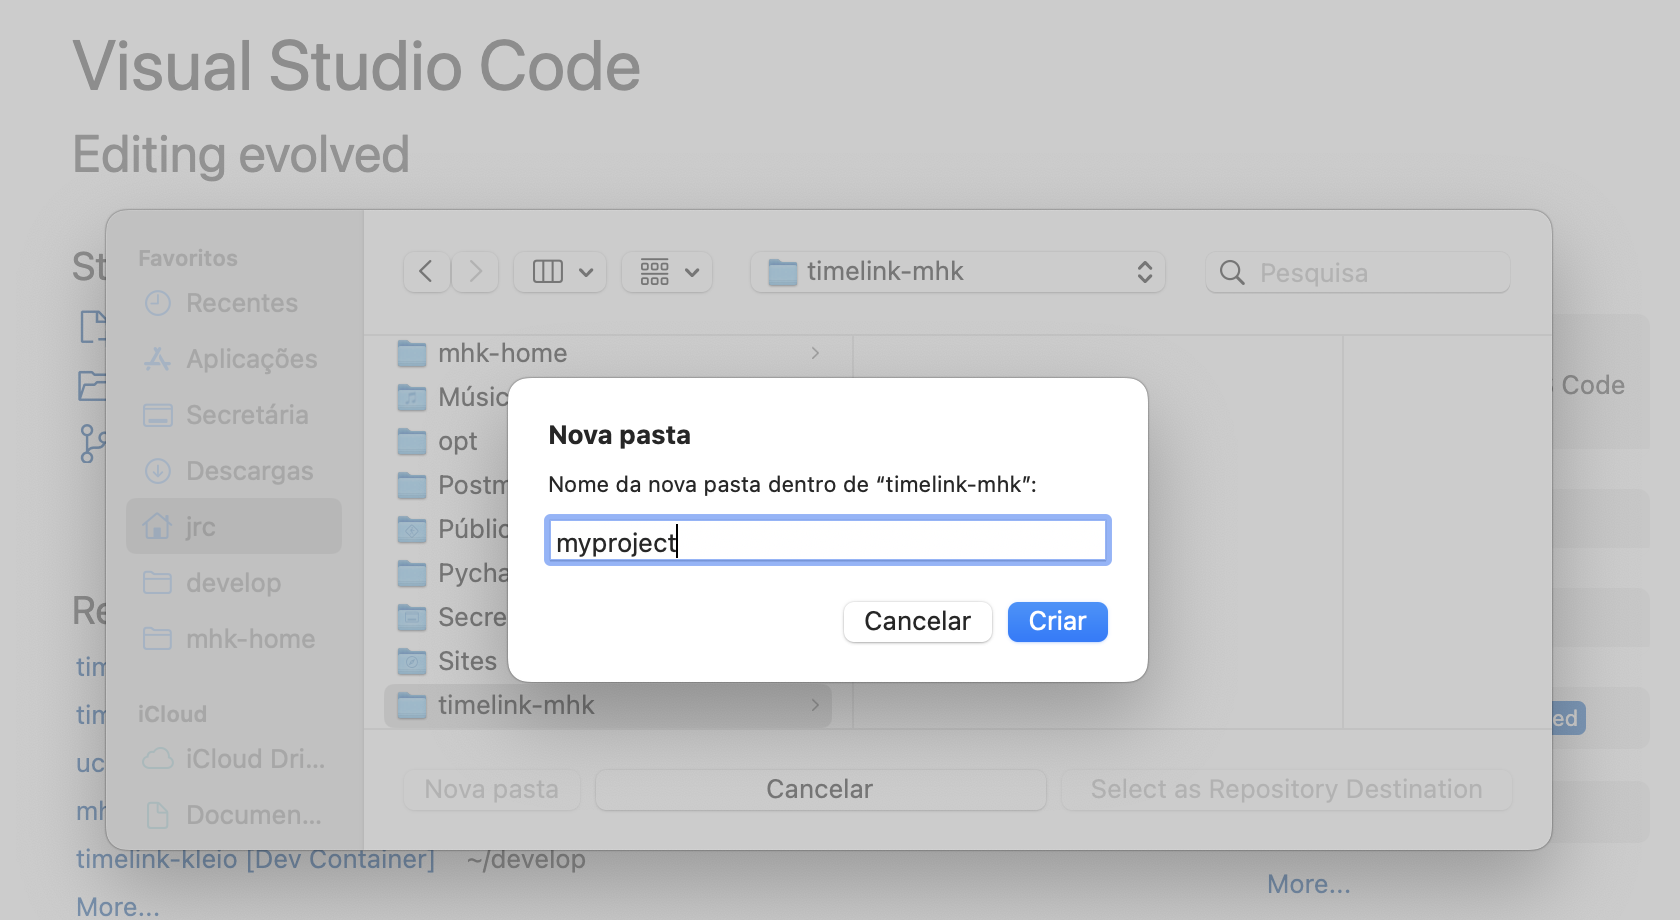 Visual Studio Code
Editing evolved
St
Favoritos
Recentes
Aplicações
Secretária
Descargas
jrc
develop
mhk-home
iCloud
iCloud Dri...
Documen...
timelink-mhk
Pesquisa
mhk-home
Músic
opt
Postm
Públic
Pycha
Secre
Sites
timelink-mhk
Nova pasta
Nome da nova pasta dentro de “timelink-mhk”:
myproject
Cancelar
Criar
Nova pasta
Cancelar
Select as Repository Destination
Code
ed
Re
tim
tim
uc
mh
timelink-kleio [Dev Container] ~/develop
More...
More...